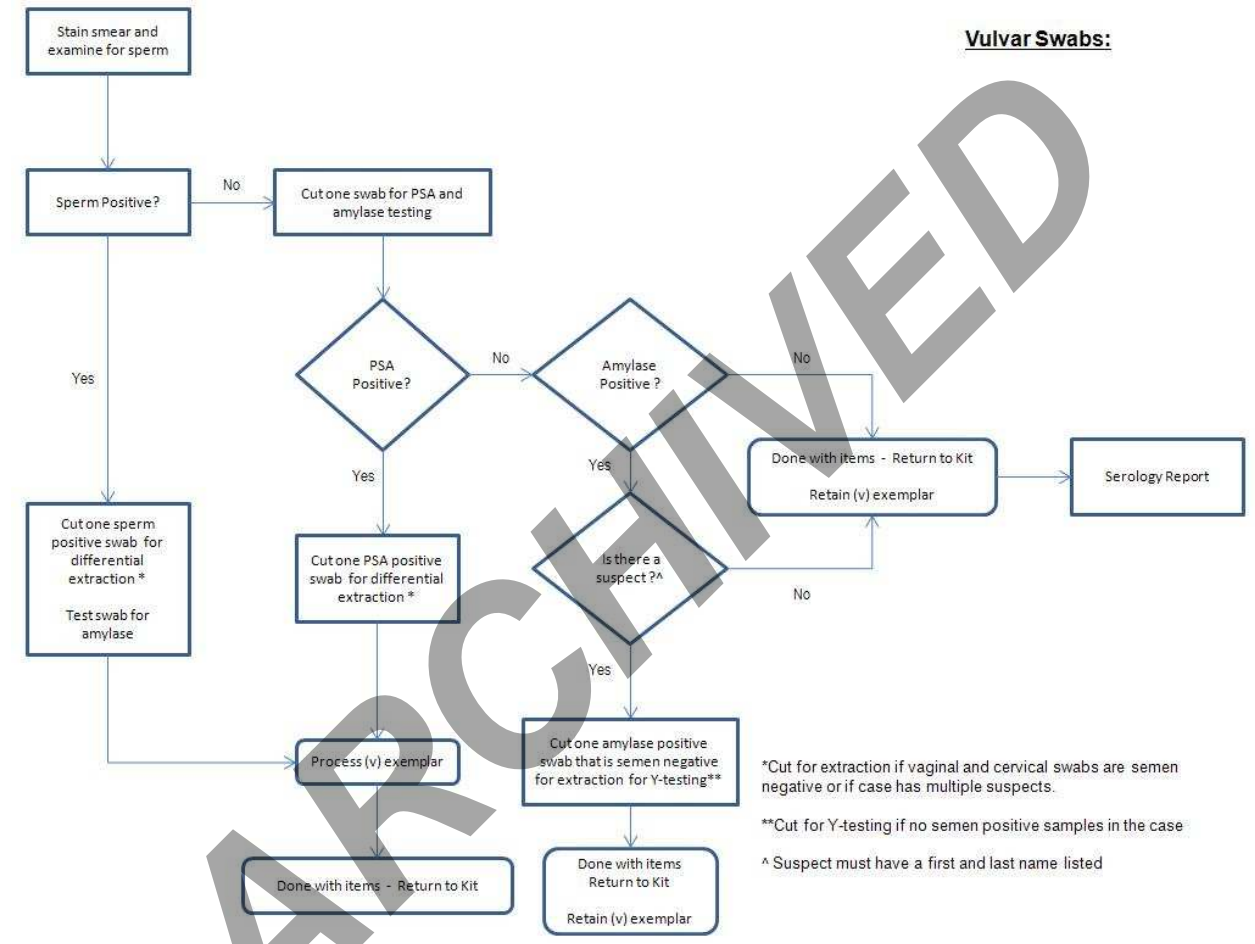 Vulvar Swabs:
Stain smear and
examine for sperm
Sperm Positive?
No
Cut one swab for PSA and
amylase testing
Yes
PSA
Positive?
No
Amylase
Positive ?
No
Yes
Yes
Done with items - Return to Kit
Retain (v) exemplar
Serology Report
Cut one sperm
positive swab for
differential
extraction *
Test swab for
amylase
Cut one PSA positive
swab for differential
extraction *
Is there a
suspect ?^
No
Yes
Process (v) exemplar
Cut one amylase positive
swab that is semen negative
for extraction for Y-testing**
*Cut for extraction if vaginal and cervical swabs are semen
negative or if case has multiple suspects.
**Cut for Y-testing if no semen positive samples in the case
^ Suspect must have a first and last name listed
Done with items - Return to Kit
Done with items
Return to Kit
Retain (v) exemplar
ARCHIVED